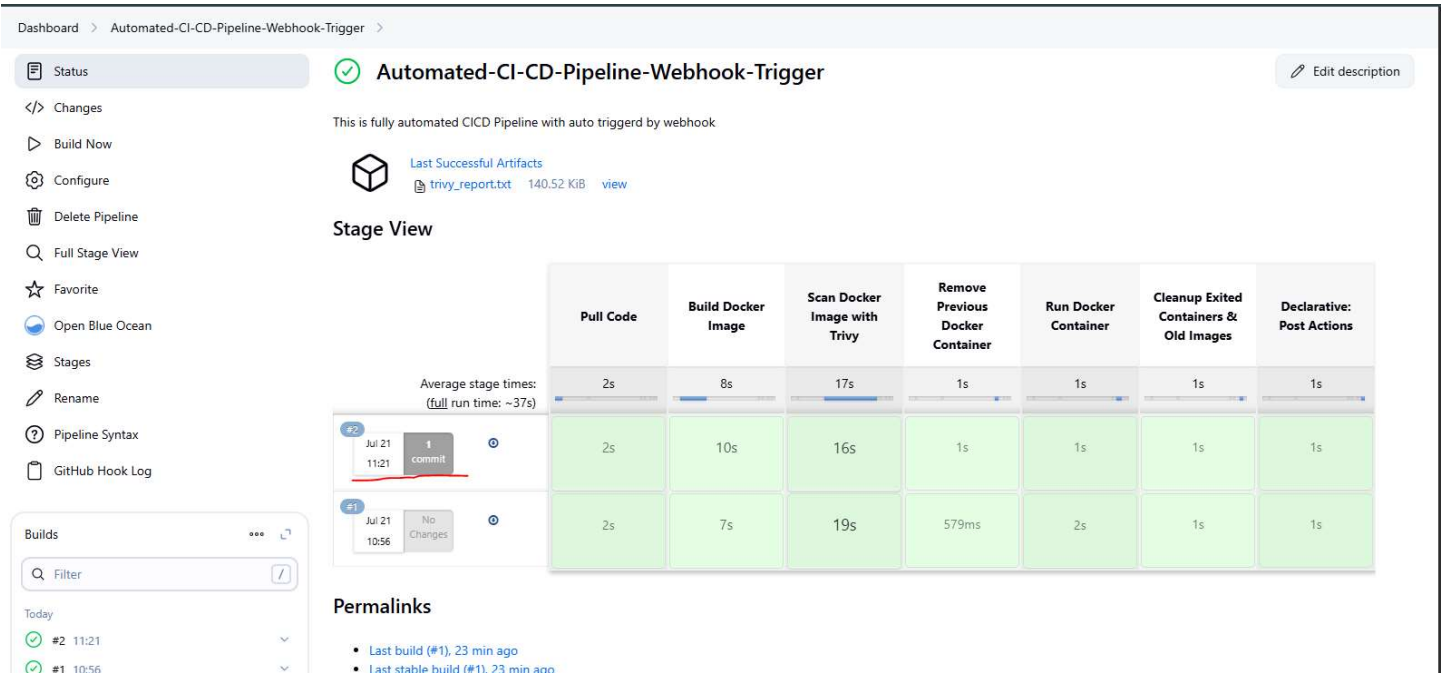 Dashboard > Automated-CI-CD-Pipeline-Webhook-Trigger >
Status
Changes
Build Now
Configure
Delete Pipeline
Full Stage View
Favorite
Open Blue Ocean
Stages
Rename
Pipeline Syntax
GitHub Hook Log
Builds
Filter /
Today
#2 11:21
#1 10:56
Automated-CI-CD-Pipeline-Webhook-Trigger
Edit description
This is fully automated CICD Pipeline with auto triggerd by webhook
Last Successful Artifacts
trivy_report.txt 140.52 KiB view
Stage View
Pull Code
Build Docker
Image
Scan Docker
Image with
Trivy
Remove
Previous
Docker
Container
Run Docker
Container
Cleanup Exited
Containers &
Old Images
Declarative:
Post Actions
Average stage times:
(full run time: ~37s)
2s 8s 17s 1s 1s 1s 1s
#2
Jul 21
11:21
1
commit
2s 10s 16s 1s 1s 1s 1s
#1
Jul 21
10:56
No
Changes
2s 7s 19s 579ms 2s 1s 1s
Permalinks
Last build (#1), 23 min ago
Last stable build (#1), 23 min ago